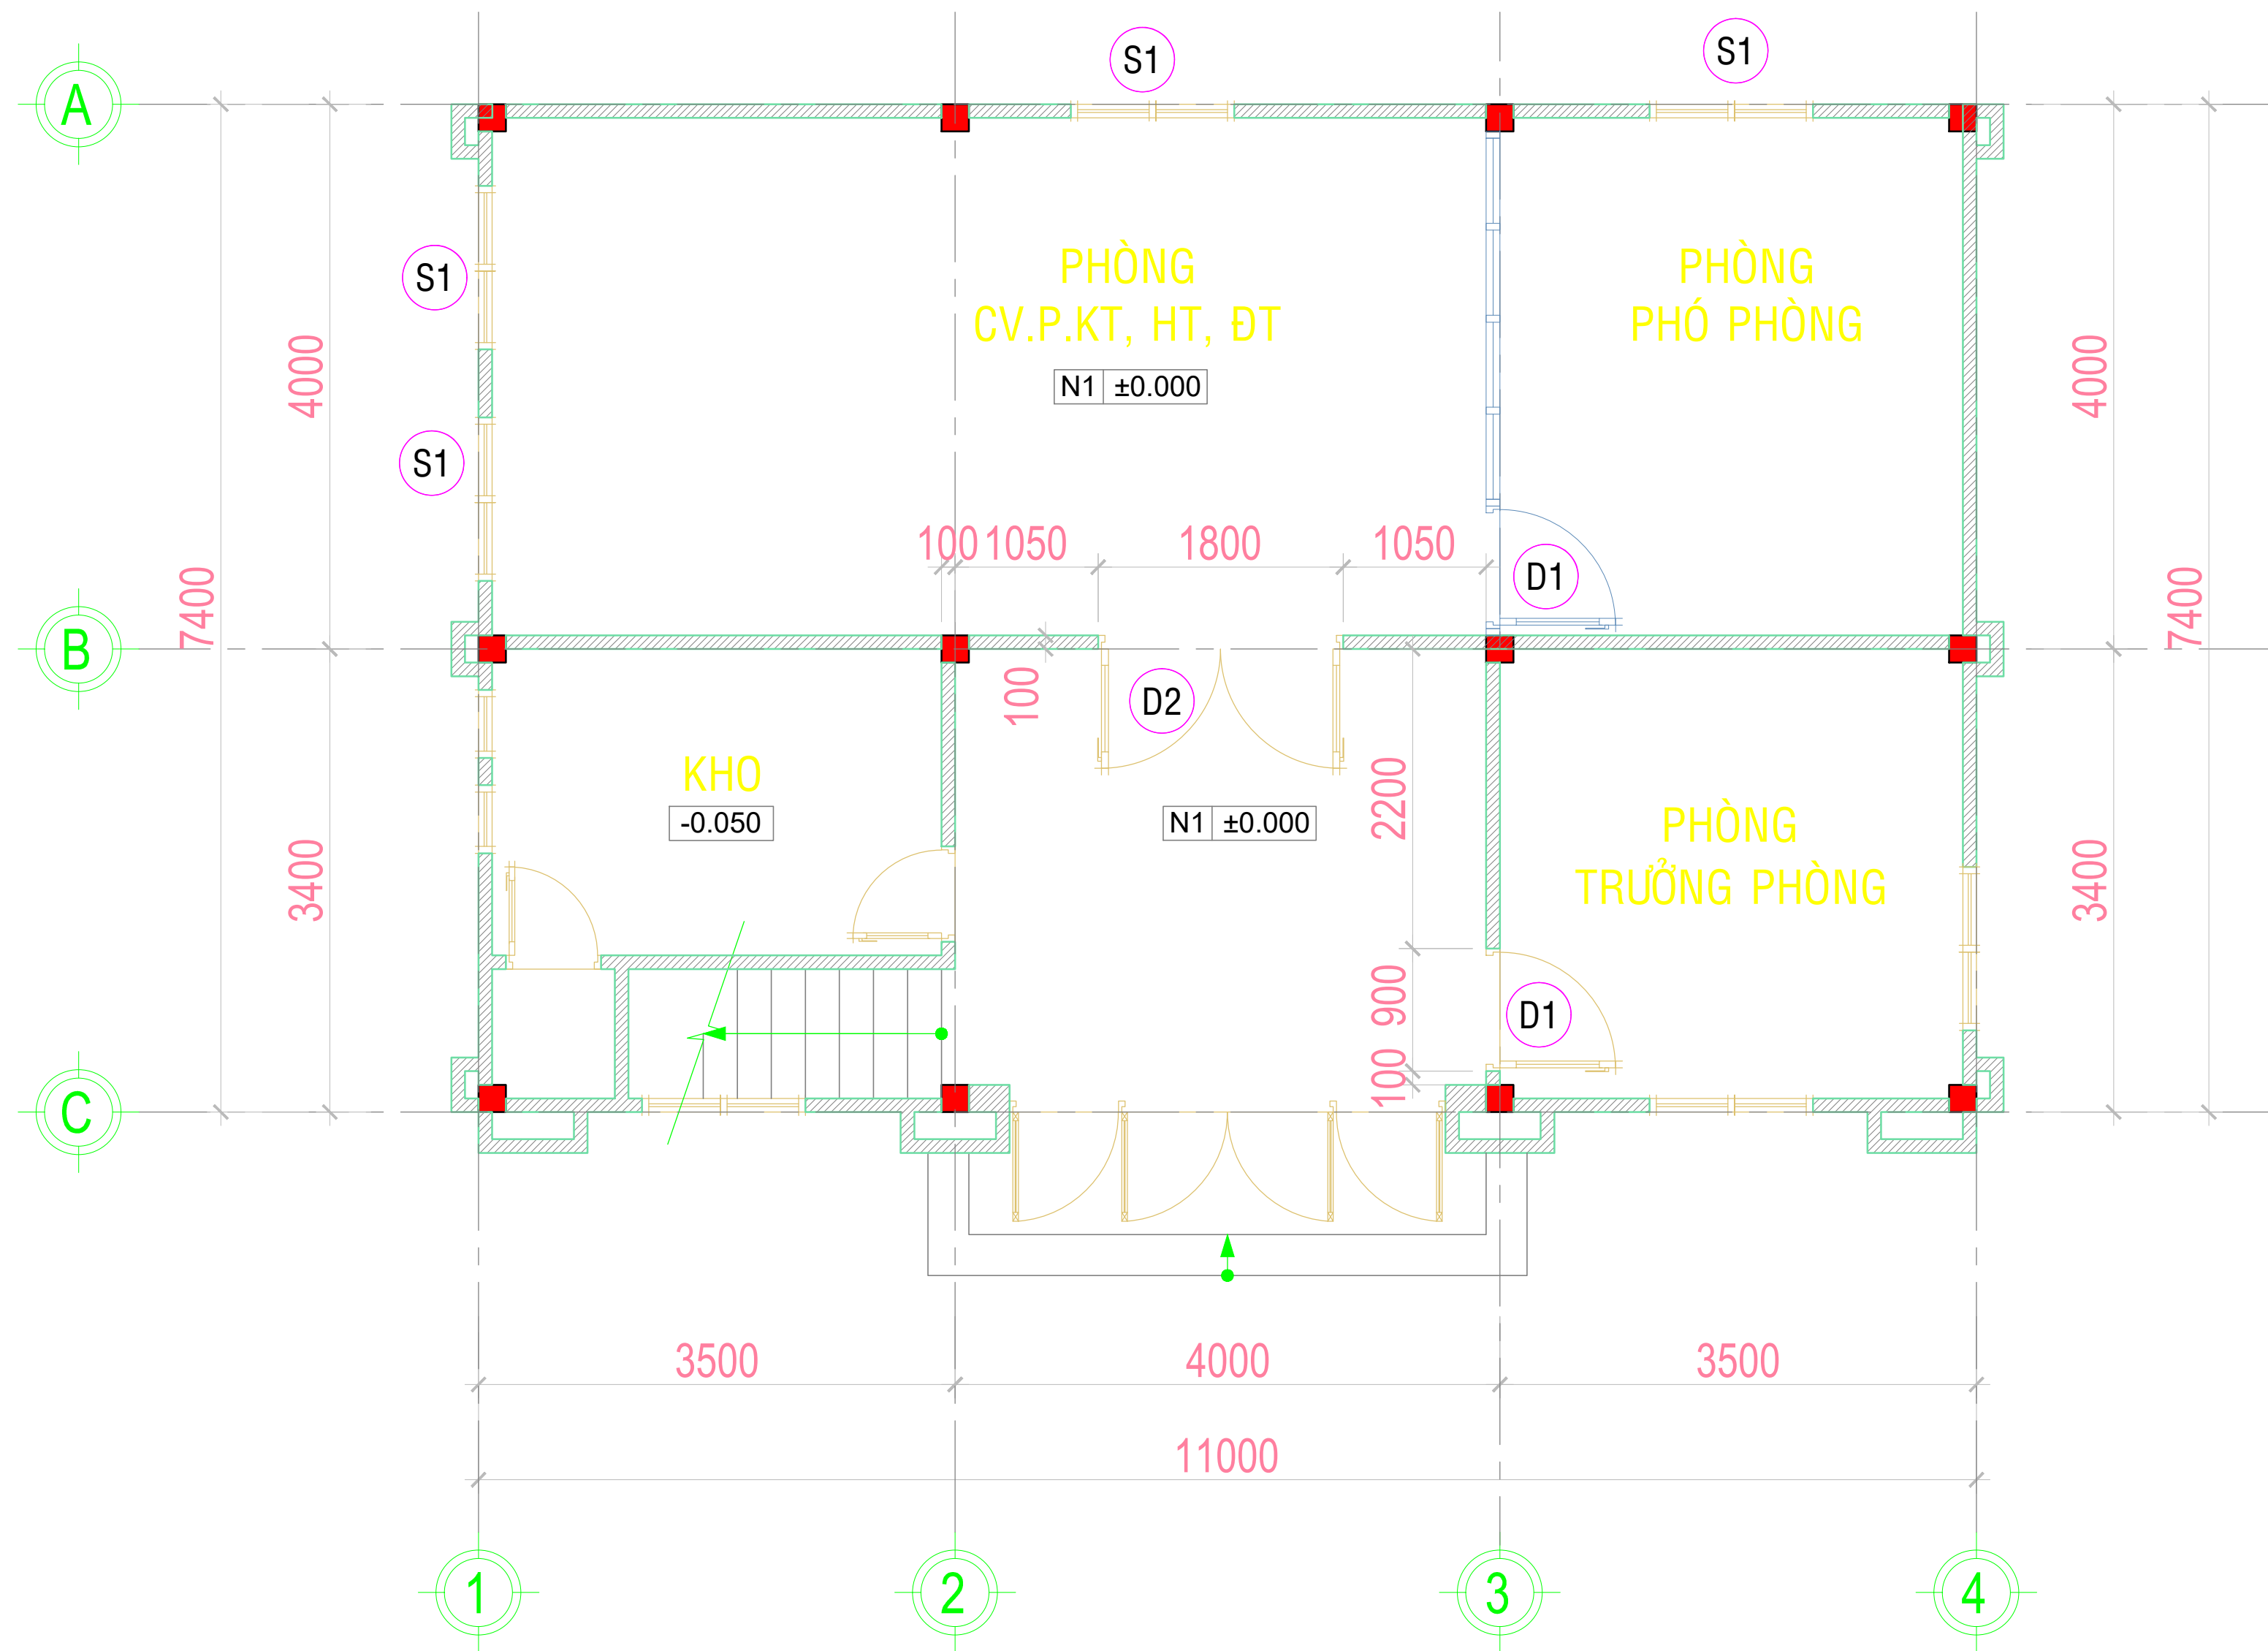 S1
S1
A
S1
PHÒNG
CV.P.KT, HT, ĐT
PHÒNG
PHÓ PHÒNG
N1 ±0.000
4000
4000
S1
100 1050 1800 1050
D1
7400
7400
B
100
D2
KHO
-0.050
N1 ±0.000
2200
PHÒNG
TRƯỞNG PHÒNG
3400
3400
900
D1
100
C
3500 4000 3500
11000
1 2 3 4